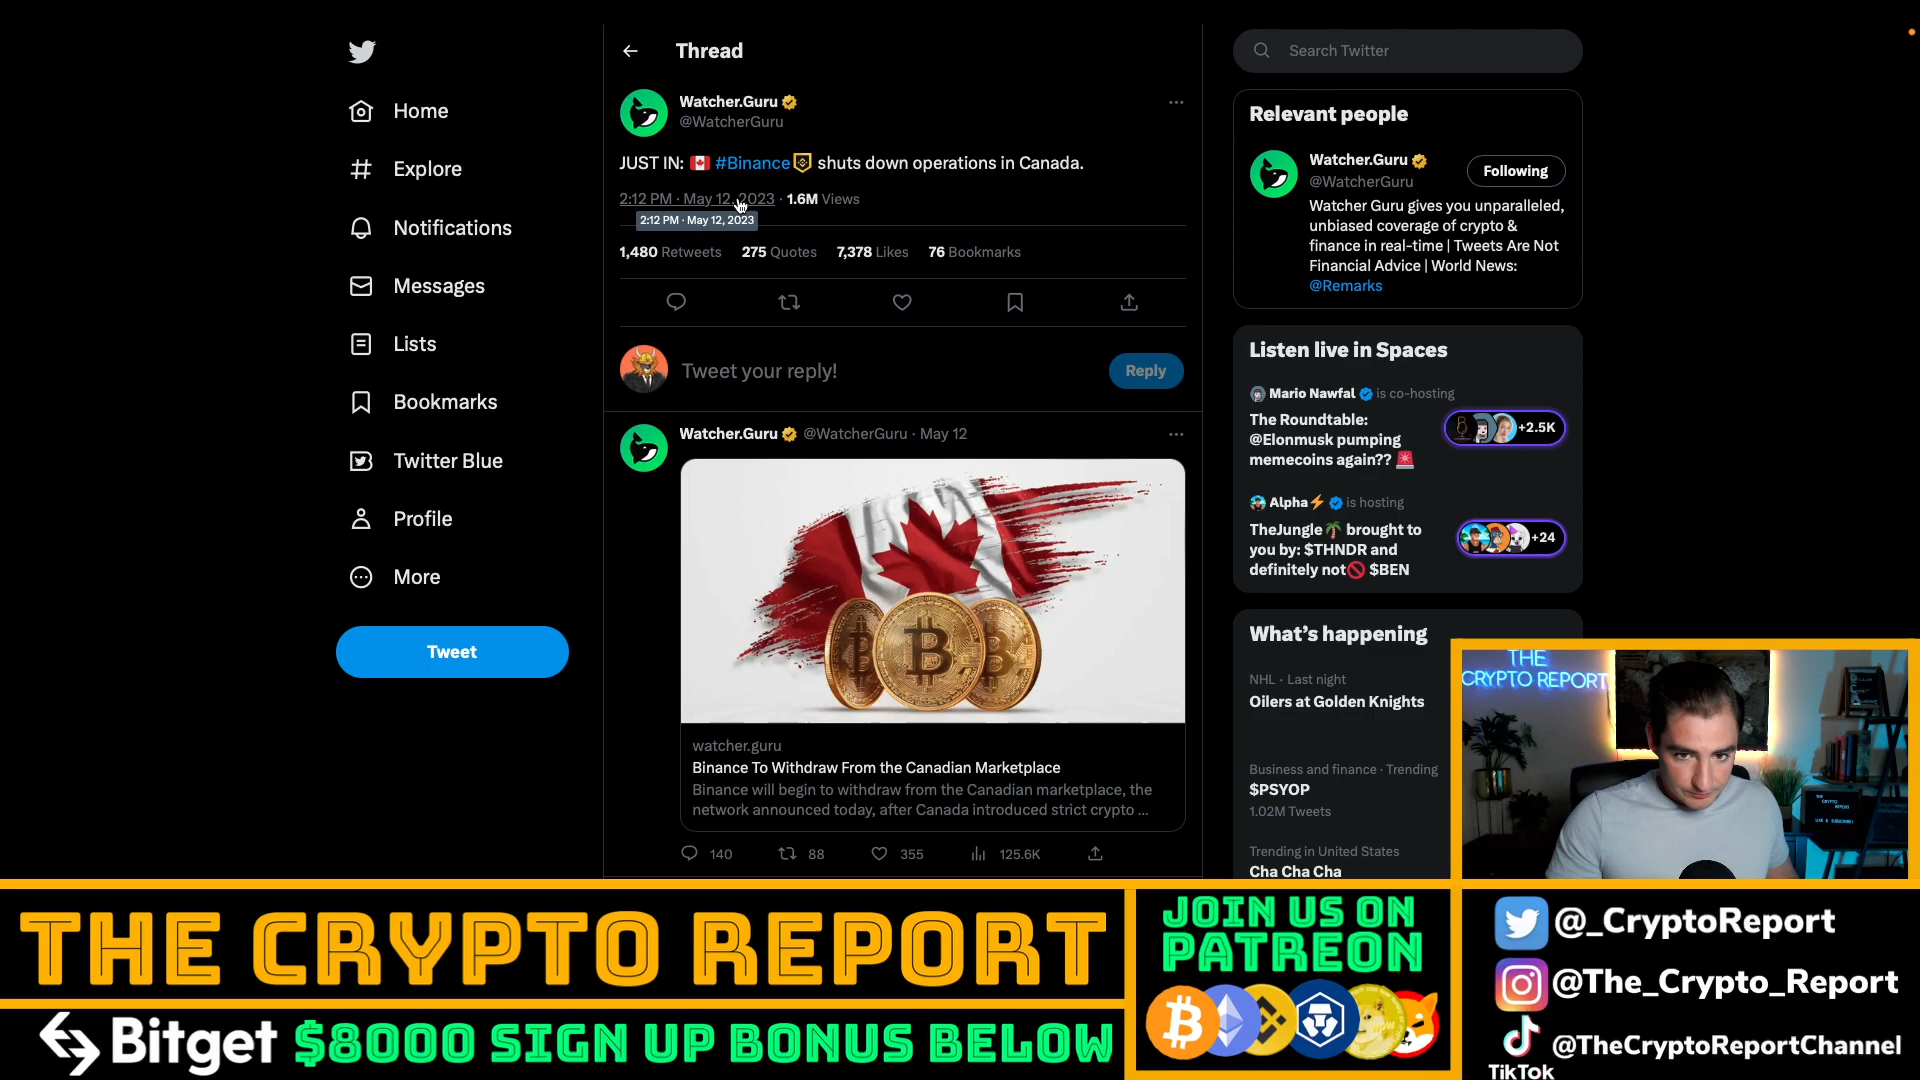 Thread
Search Twitter
Home
Explore
Notifications
Messages
Lists
Bookmarks
Twitter Blue
Profile
More
Tweet
Watcher.Guru
@WatcherGuru
JUST IN: #Binance shuts down operations in Canada.
2:12 PM · May 12, 2023 · 1.6M Views
2:12 PM · May 12, 2023
1,480 Retweets 275 Quotes 7,378 Likes 76 Bookmarks
Tweet your reply!
Reply
Watcher.Guru @WatcherGuru · May 12
watcher.guru
Binance To Withdraw From the Canadian Marketplace
Binance will begin to withdraw from the Canadian marketplace, the
network announced today, after Canada introduced strict crypto ...
140 88 355 125.6K
Relevant people
Watcher.Guru
@WatcherGuru
Following
Watcher Guru gives you unparalleled,
unbiased coverage of crypto &
finance in real-time | Tweets Are Not
Financial Advice | World News:
@Remarks
Listen live in Spaces
Mario Nawfal is co-hosting
The Roundtable:
@Elonmusk pumping
memecoins again??
+2.5K
Alpha is hosting
TheJungle brought to
you by: $THNDR and
definitely not $BEN
+24
What's happening
NHL · Last night
Oilers at Golden Knights
Business and finance · Trending
$PSYOP
1.02M Tweets
Trending in United States
Cha Cha Cha
THE
CRYPTO REPORT
THE CRYPTO REPORT
Bitget $8000 SIGN UP BONUS BELOW
JOIN US ON
PATREON
@_CryptoReport
@The_Crypto_Report
@TheCryptoReportChannel
TikTok